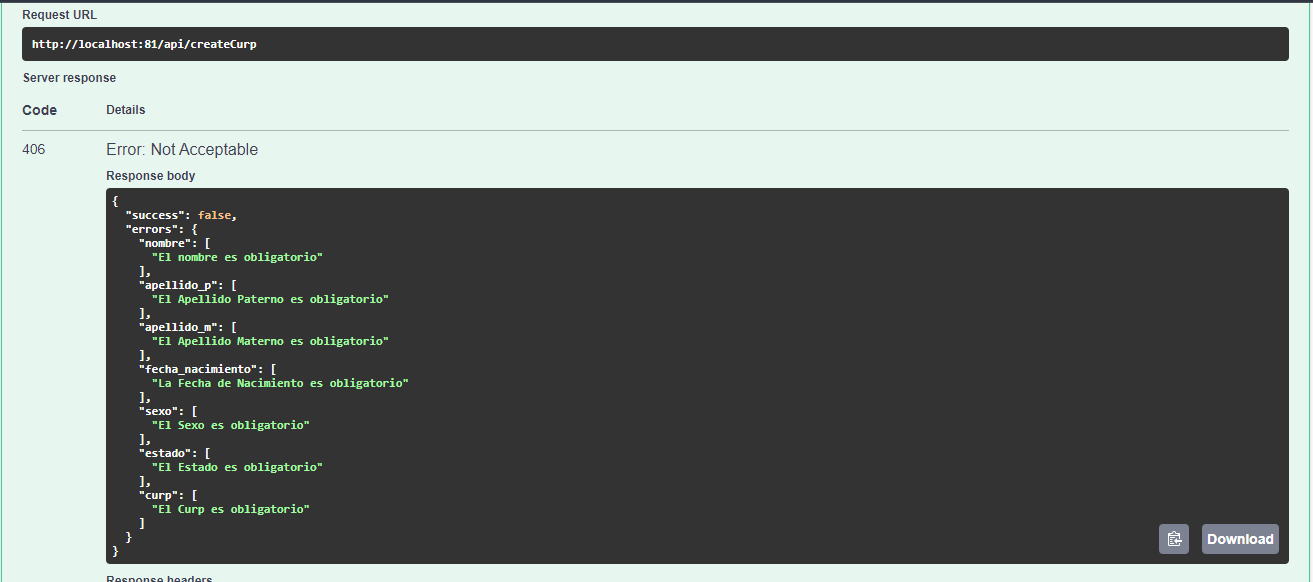 Request URL
http://localhost:81/api/createCurp
Server response
Code Details
406 Error: Not Acceptable
Response body
{
"success": false,
"errors": {
"nombre": [
"El nombre es obligatorio"
],
"apellido_p": [
"El Apellido Paterno es obligatorio"
],
"apellido_m": [
"El Apellido Materno es obligatorio"
],
"fecha_nacimiento": [
"La Fecha de Nacimiento es obligatorio"
],
"sexo": [
"El Sexo es obligatorio"
],
"estado": [
"El Estado es obligatorio"
],
"curp": [
"El Curp es obligatorio"
]
}
}
Download
Response headers